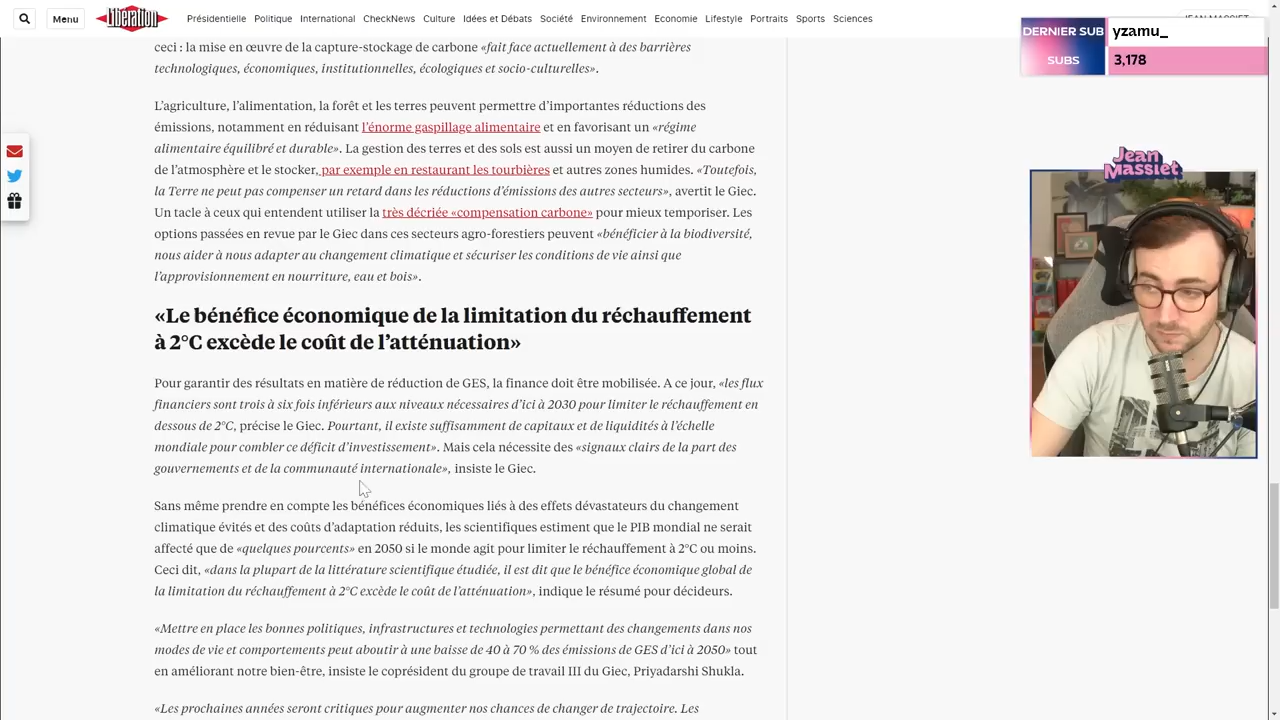 Menu
Libération
Présidentielle Politique International CheckNews Culture Idées et Débats Société Environnement Economie Lifestyle Portraits Sports Sciences
JEAN MASSIET
DERNIER SUB yzamu_
SUBS 3,178
Jean
Massiet
ceci : la mise en œuvre de la capture-stockage de carbone «fait face actuellement à des barrières
technologiques, économiques, institutionnelles, écologiques et socio-culturelles».
L’agriculture, l’alimentation, la forêt et les terres peuvent permettre d’importantes réductions des
émissions, notamment en réduisant l’énorme gaspillage alimentaire et en favorisant un «régime
alimentaire équilibré et durable». La gestion des terres et des sols est aussi un moyen de retirer du carbone
de l’atmosphère et le stocker, par exemple en restaurant les tourbières et autres zones humides. «Toutefois,
la Terre ne peut pas compenser un retard dans les réductions d’émissions des autres secteurs», avertit le Giec.
Un tacle à ceux qui entendent utiliser la très décriée «compensation carbone» pour mieux temporiser. Les
options passées en revue par le Giec dans ces secteurs agro-forestiers peuvent «bénéficier à la biodiversité,
nous aider à nous adapter au changement climatique et sécuriser les conditions de vie ainsi que
l’approvisionnement en nourriture, eau et bois».
«Le bénéfice économique de la limitation du réchauffement
à 2°C excède le coût de l’atténuation»
Pour garantir des résultats en matière de réduction de GES, la finance doit être mobilisée. A ce jour, «les flux
financiers sont trois à six fois inférieurs aux niveaux nécessaires d’ici à 2030 pour limiter le réchauffement en
dessous de 2°C, précise le Giec. Pourtant, il existe suffisamment de capitaux et de liquidités à l’échelle
mondiale pour combler ce déficit d’investissement». Mais cela nécessite des «signaux clairs de la part des
gouvernements et de la communauté internationale», insiste le Giec.
Sans même prendre en compte les bénéfices économiques liés à des effets dévastateurs du changement
climatique évités et des coûts d’adaptation réduits, les scientifiques estiment que le PIB mondial ne serait
affecté que de «quelques pourcents» en 2050 si le monde agit pour limiter le réchauffement à 2°C ou moins.
Ceci dit, «dans la plupart de la littérature scientifique étudiée, il est dit que le bénéfice économique global de
la limitation du réchauffement à 2°C excède le coût de l’atténuation», indique le résumé pour décideurs.
«Mettre en place les bonnes politiques, infrastructures et technologies permettant des changements dans nos
modes de vie et comportements peut aboutir à une baisse de 40 à 70 % des émissions de GES d’ici à 2050» tout
en améliorant notre bien-être, insiste le coprésident du groupe de travail III du Giec, Priyadarshi Shukla.
«Les prochaines années seront critiques pour augmenter nos chances de changer de trajectoire. Les